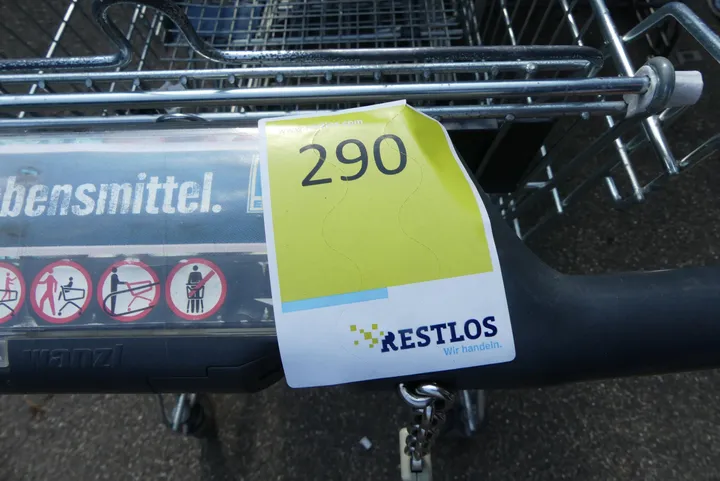 290
bensmittel.
RESTLOS
Wir handeln.
wanzl